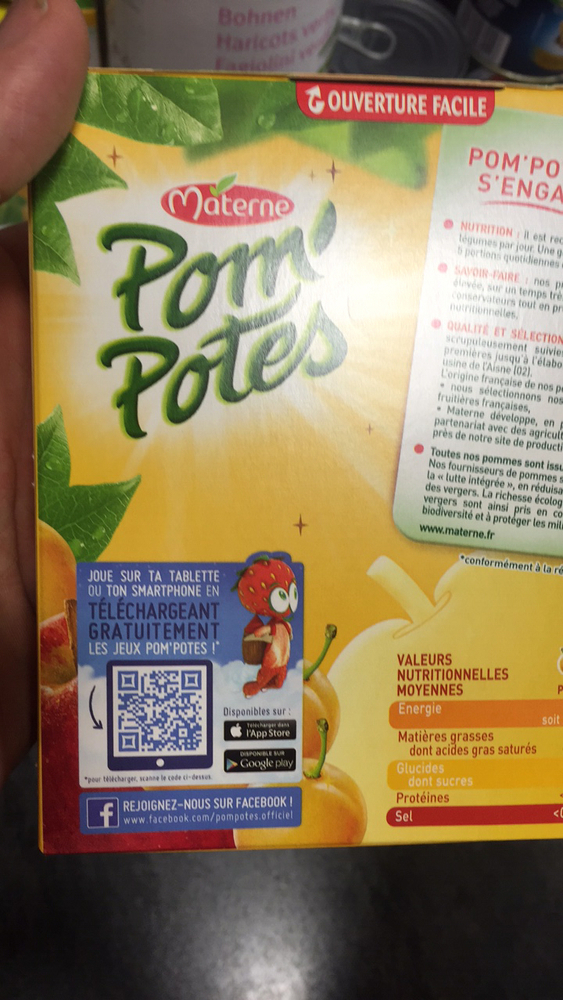 Bohnen
Haricots
Fagiolini
OUVERTURE FACILE
Materne
Pom'
Potes
POM'PO
S'ENGA
NUTRITION : il est rec
légumes par jour. Une g
5 portions quotidiennes
SAVOIR-FAIRE : nos p
élevée, sur un temps trè
conservateurs tout en pr
nutritionnelles.
QUALITÉ ET SÉLECTION
scrupuleusement suivie
premières jusqu'à l'élabo
usine de l'Aisne (02).
L'origine française de nos p
• nous sélectionnons nos
fruitières françaises,
• Materne développe, en p
partenariat avec des agricult
près de notre site de producti
Toutes nos pommes sont issu
Nos fournisseurs de pommes s
la « lutte intégrée », en réduisa
des vergers. La richesse écolog
vergers sont ainsi pris en co
biodiversité et à protéger les mil
www.materne.fr
*conformément à la ré
JOUE SUR TA TABLETTE
OU TON SMARTPHONE EN
TÉLÉCHARGEANT
GRATUITEMENT
LES JEUX POM'POTES !*
Disponibles sur :
Télécharger dans
l'App Store
DISPONIBLE SUR
Google play
*pour télécharger, scanne le code ci-dessus.
REJOIGNEZ-NOUS SUR FACEBOOK !
www.facebook.com/pompotes.officiel
VALEURS
NUTRITIONNELLES
MOYENNES
P
Energie
soit
Matières grasses
dont acides gras saturés
Glucides
dont sucres
Protéines
Sel
<0